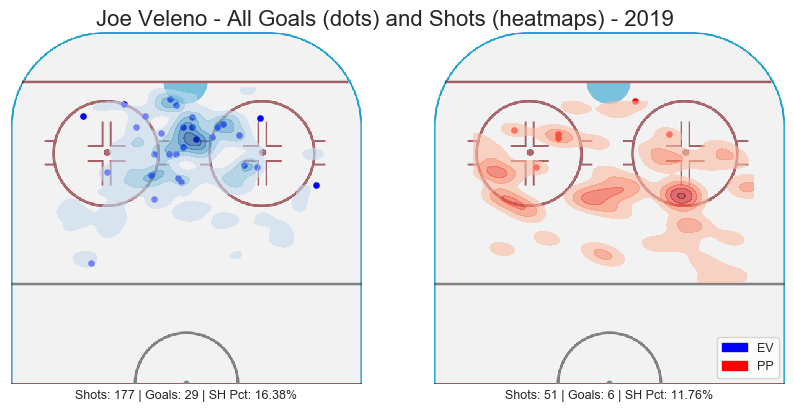 Joe Veleno - All Goals (dots) and Shots (heatmaps) - 2019
EV
PP
Shots: 177 | Goals: 29 | SH Pct: 16.38%
Shots: 51 | Goals: 6 | SH Pct: 11.76%